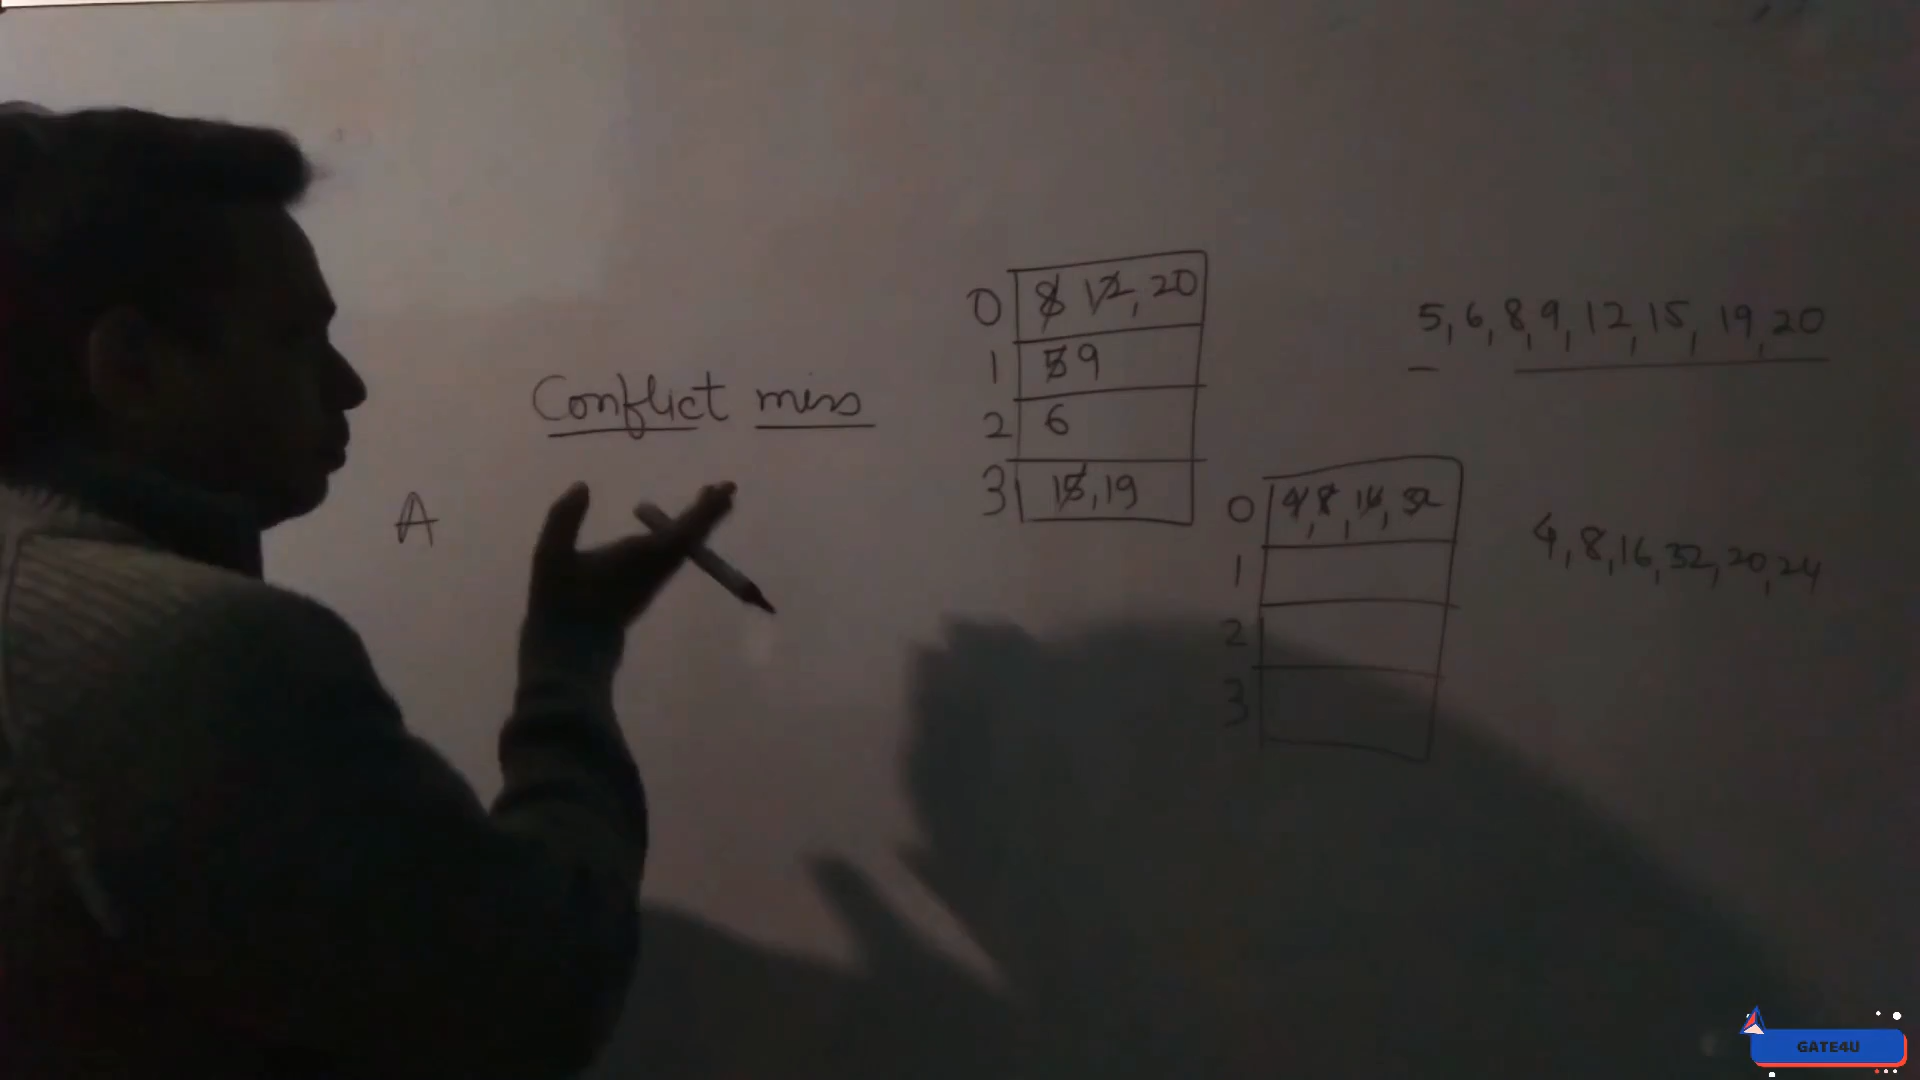 Conflict miss
A
0 8 12, 20
1 5 9
2 6
3 15, 19
5, 6, 8, 9, 12, 15, 19, 20
0 4, 8, 16, 32
1
2
3
4, 8, 16, 32, 20, 24
GATE4U